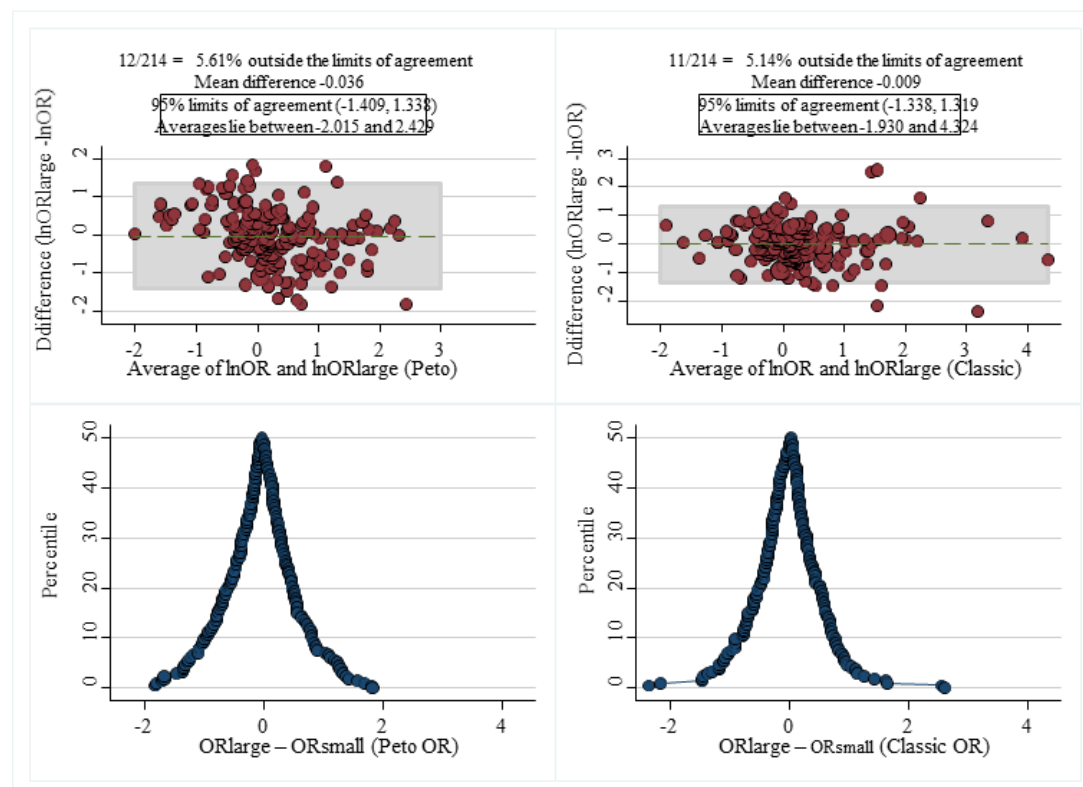 12/214 = 5.61% outside the limits of agreement
Mean difference -0.036
95% limits of agreement (-1.409, 1.338)
Averages lie between -2.015 and 2.429
Ddifference (lnORlarge -lnOR)
2
1
0
-1
-2
-2 -1 0 1 2 3
Average of lnOR and lnORlarge (Peto)
11/214 = 5.14% outside the limits of agreement
Mean difference -0.009
95% limits of agreement (-1.338, 1.319
Averages lie between -1.930 and 4.324
Ddifference (lnORlarge -lnOR)
3
2
1
0
-1
-2
-2 -1 0 1 2 3 4
Average of lnOR and lnORlarge (Classic)
Percentile
50
40
30
20
10
0
-2 0 2 4
ORlarge – ORsmall (Peto OR)
Percentile
50
40
30
20
10
0
-2 0 2 4
ORlarge – ORsmall (Classic OR)